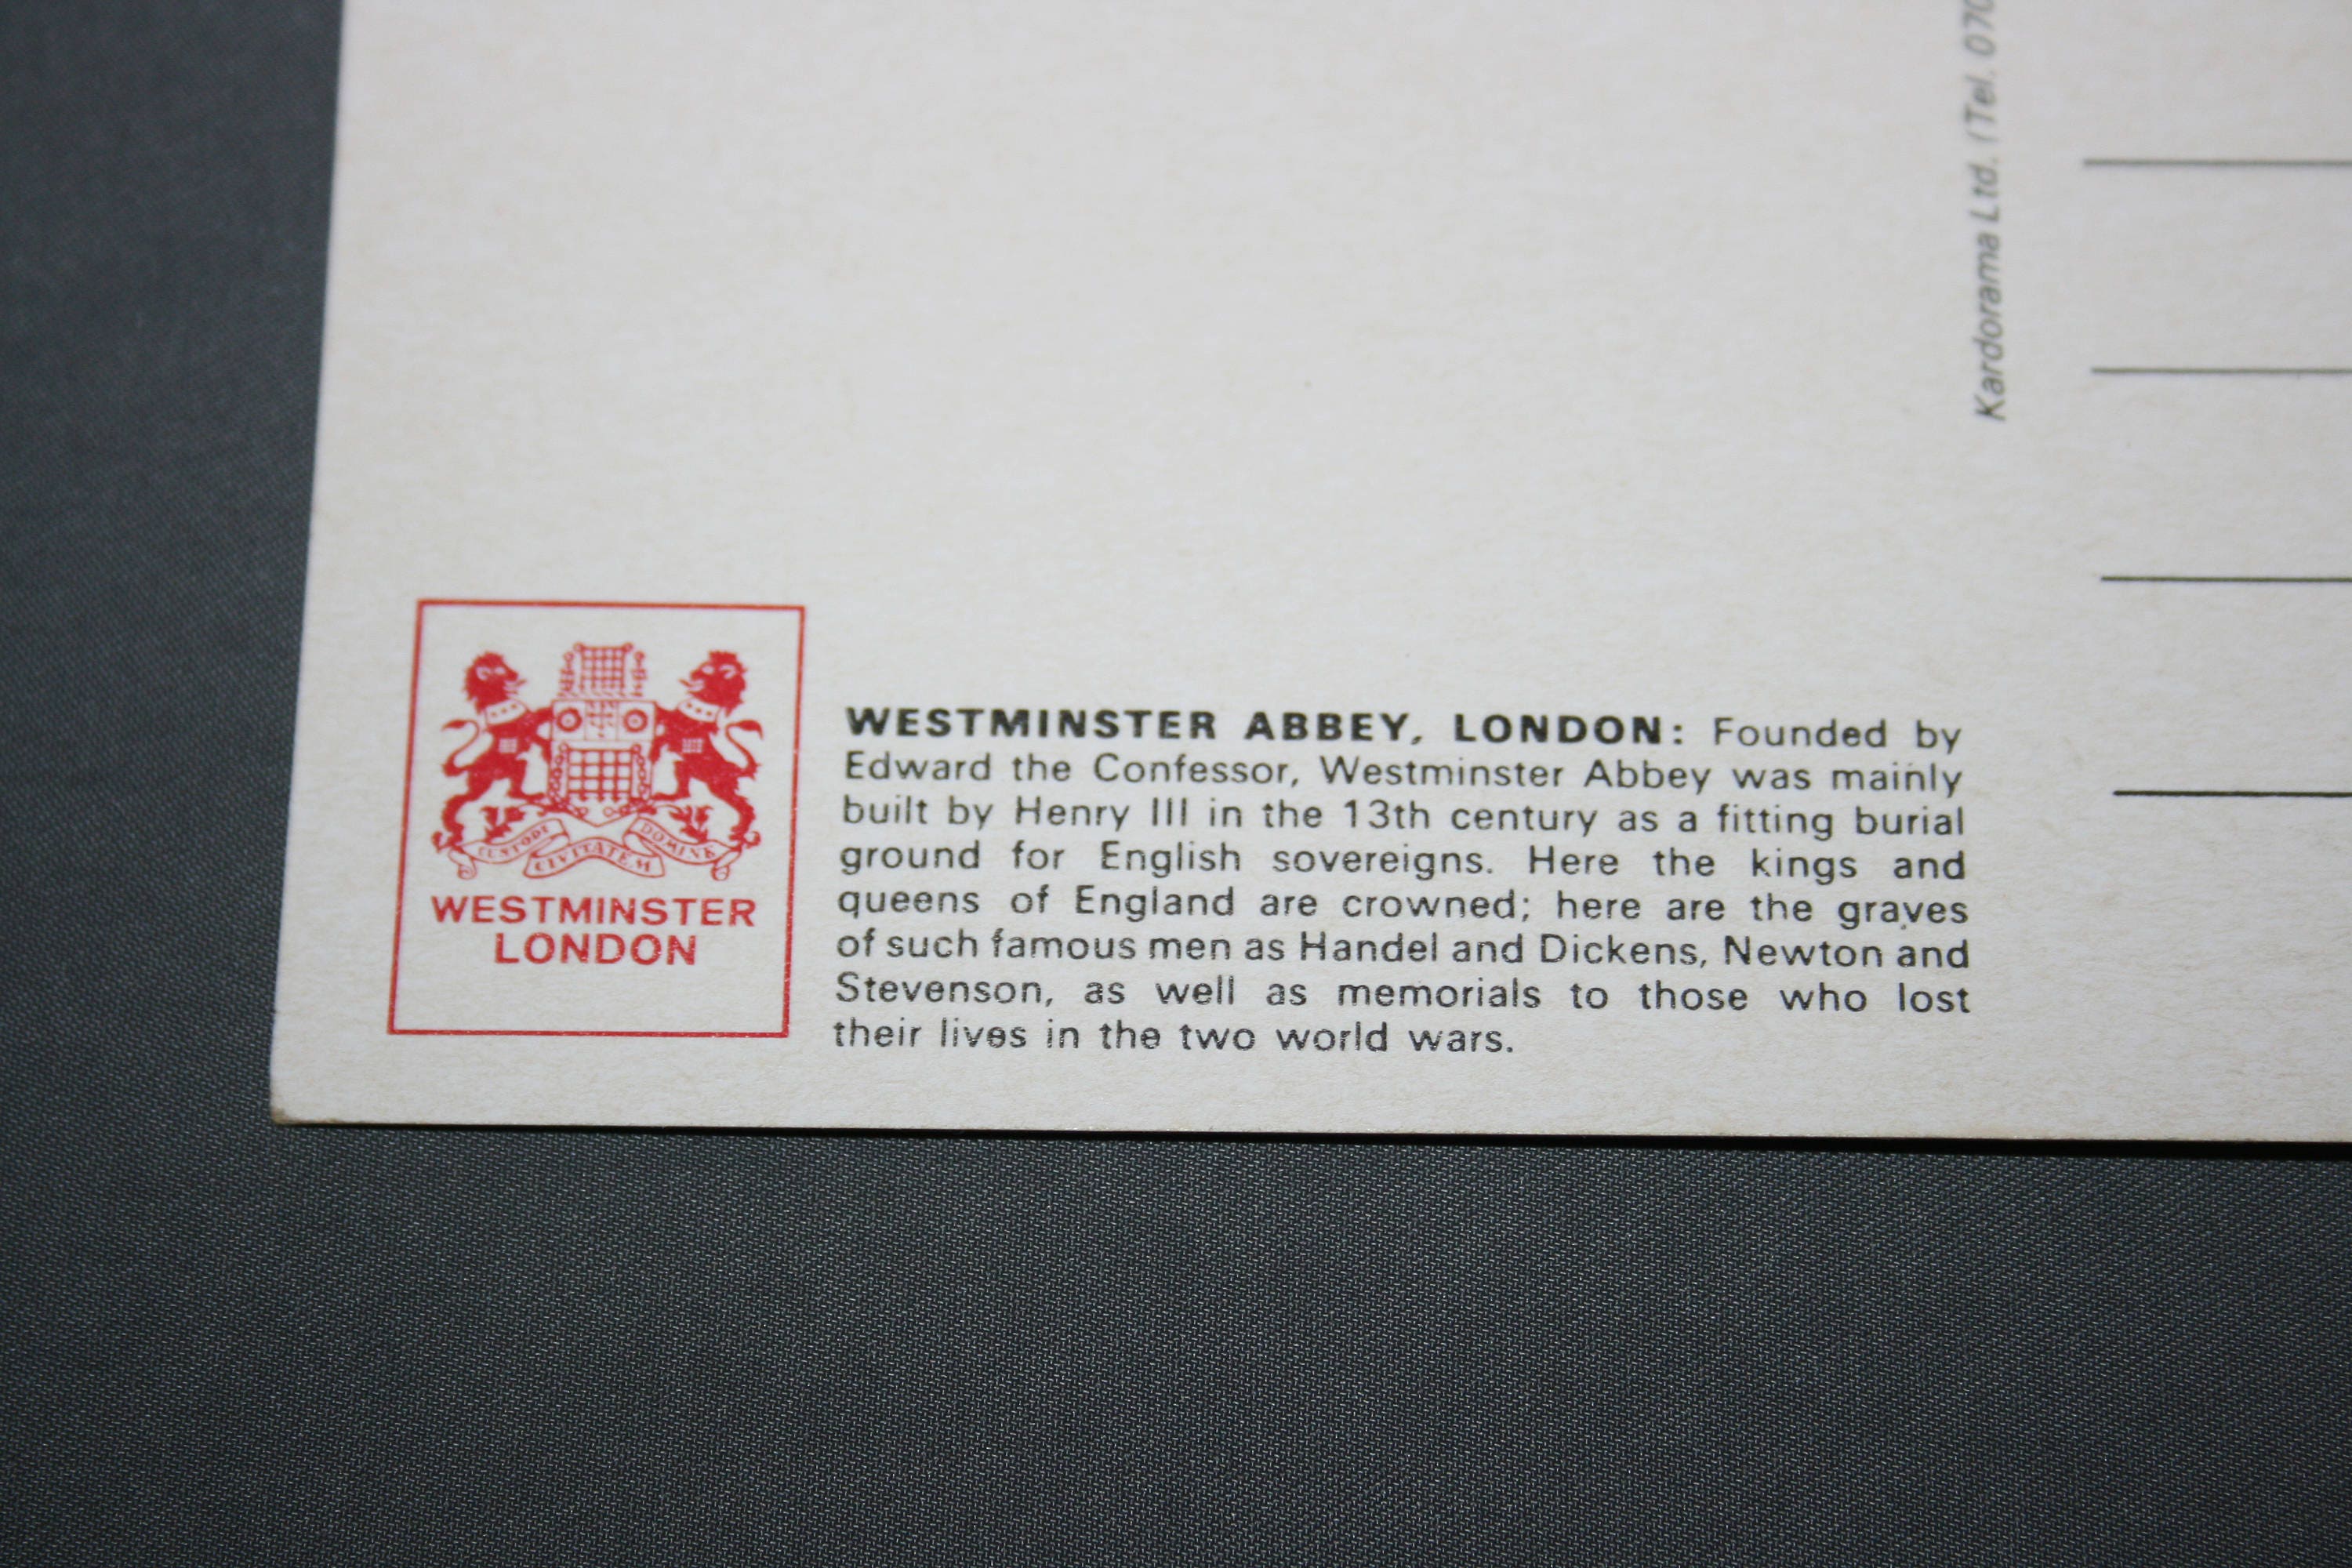 Kardorama Ltd. (Tel. 070
CUSTODI CIVITATEM DOMINE
WESTMINSTER
LONDON
WESTMINSTER ABBEY, LONDON: Founded by
Edward the Confessor, Westminster Abbey was mainly
built by Henry III in the 13th century as a fitting burial
ground for English sovereigns. Here the kings and
queens of England are crowned; here are the graves
of such famous men as Handel and Dickens, Newton and
Stevenson, as well as memorials to those who lost
their lives in the two world wars.